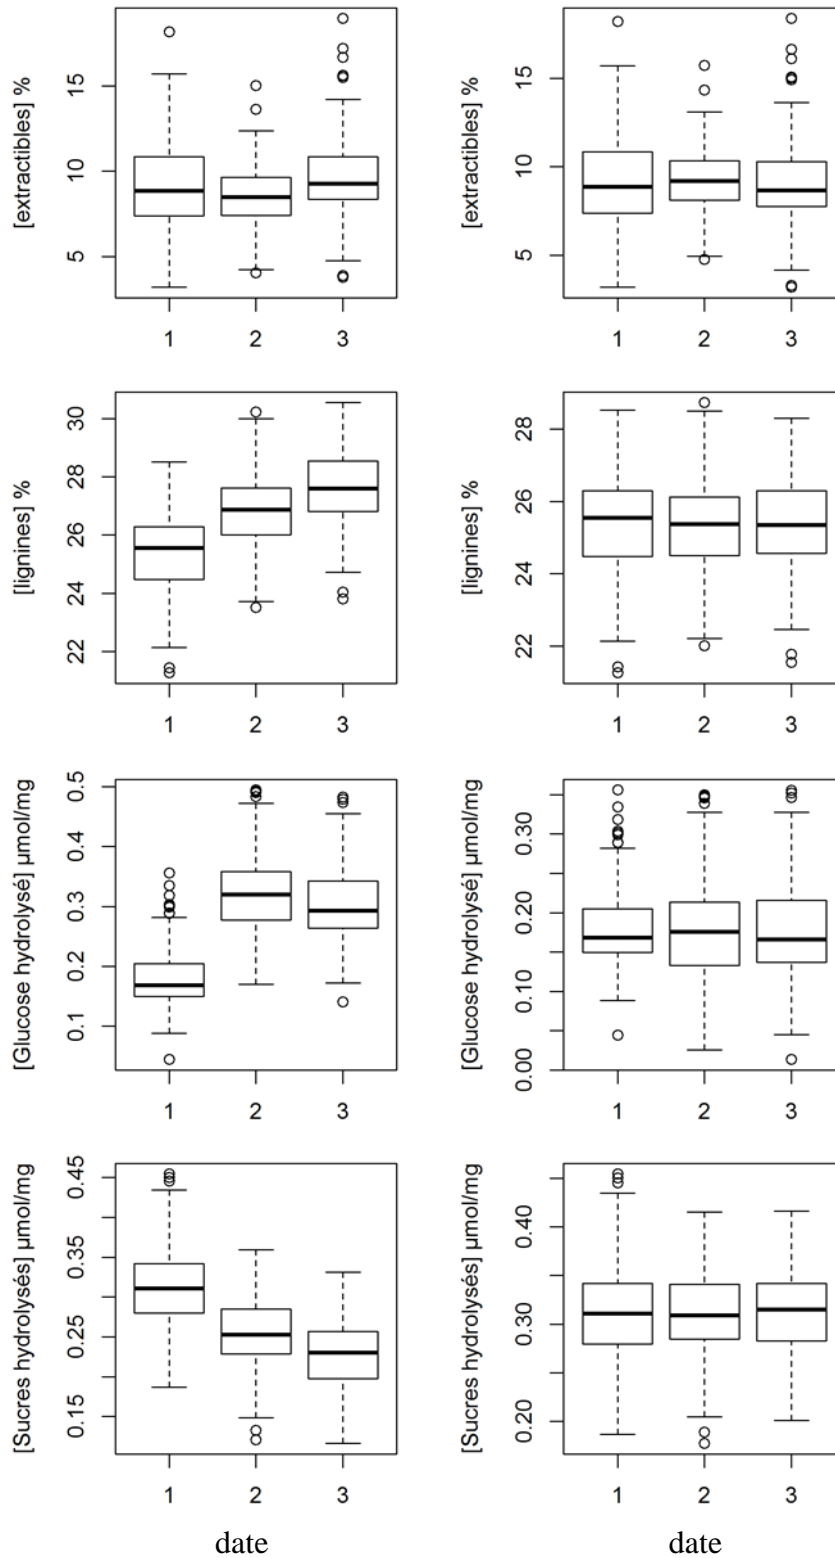 [extractibles] %
15
10
5
1 2 3
[extractibles] %
15
10
5
1 2 3
[lignines] %
30
28
26
24
22
1 2 3
[lignines] %
28
26
24
22
1 2 3
[Glucose hydrolysé] µmol/mg
0.5
0.4
0.3
0.2
0.1
1 2 3
[Glucose hydrolysé] µmol/mg
0.30
0.20
0.10
0.00
1 2 3
[Sucres hydrolysés] µmol/mg
0.45
0.35
0.25
0.15
1 2 3
date
[Sucres hydrolysés] µmol/mg
0.40
0.30
0.20
1 2 3
date